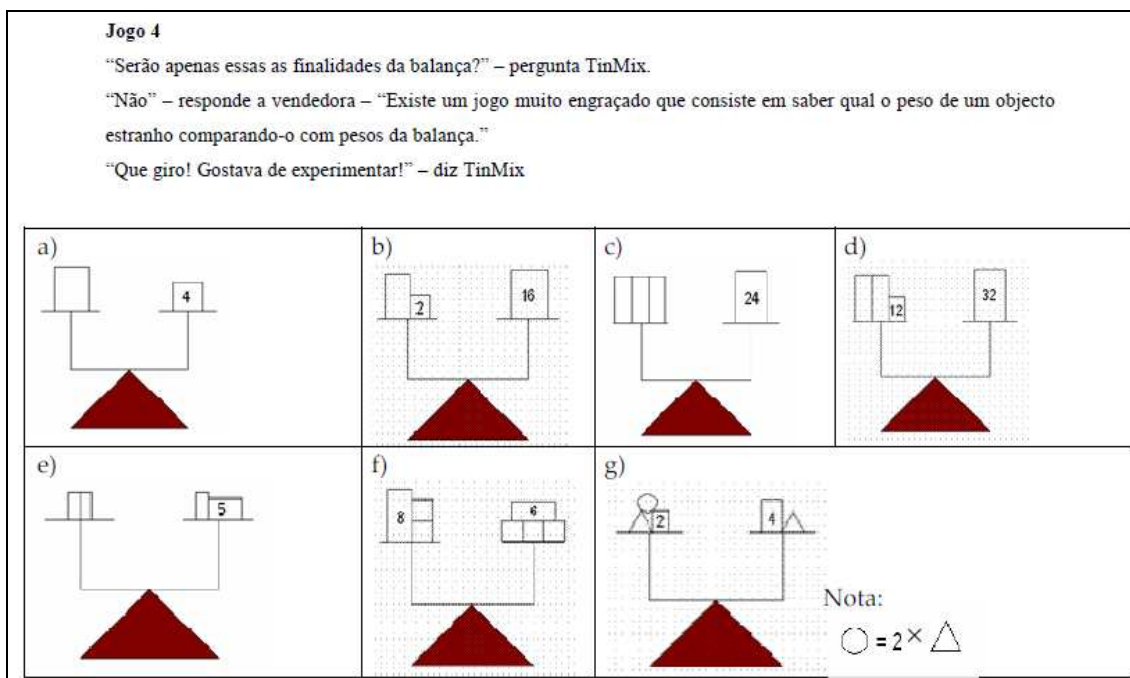 Jogo 4
“Serão apenas essas as finalidades da balança?” – pergunta TinMix.
“Não” – responde a vendedora – “Existe um jogo muito engraçado que consiste em saber qual o peso de um objecto
estranho comparando-o com pesos da balança.”
“Que giro! Gostava de experimentar!” – diz TinMix
a)
4
b)
2
16
c)
24
d)
12
32
e)
5
f)
8
6
g)
2
4
Nota:
= 2 ×